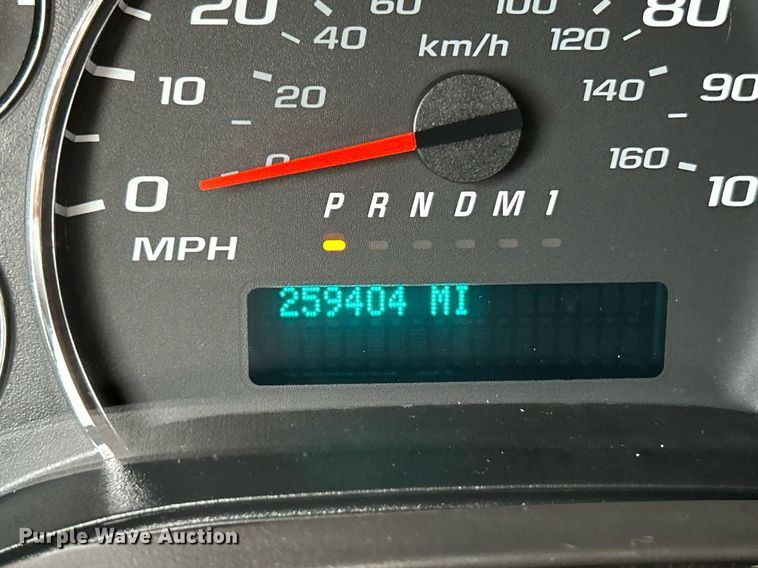 20 40 60 km/h 100 120 80
10 20 140 90
0 0 160
P R N D M 1
MPH
259404 MI
Purple Wave Auction